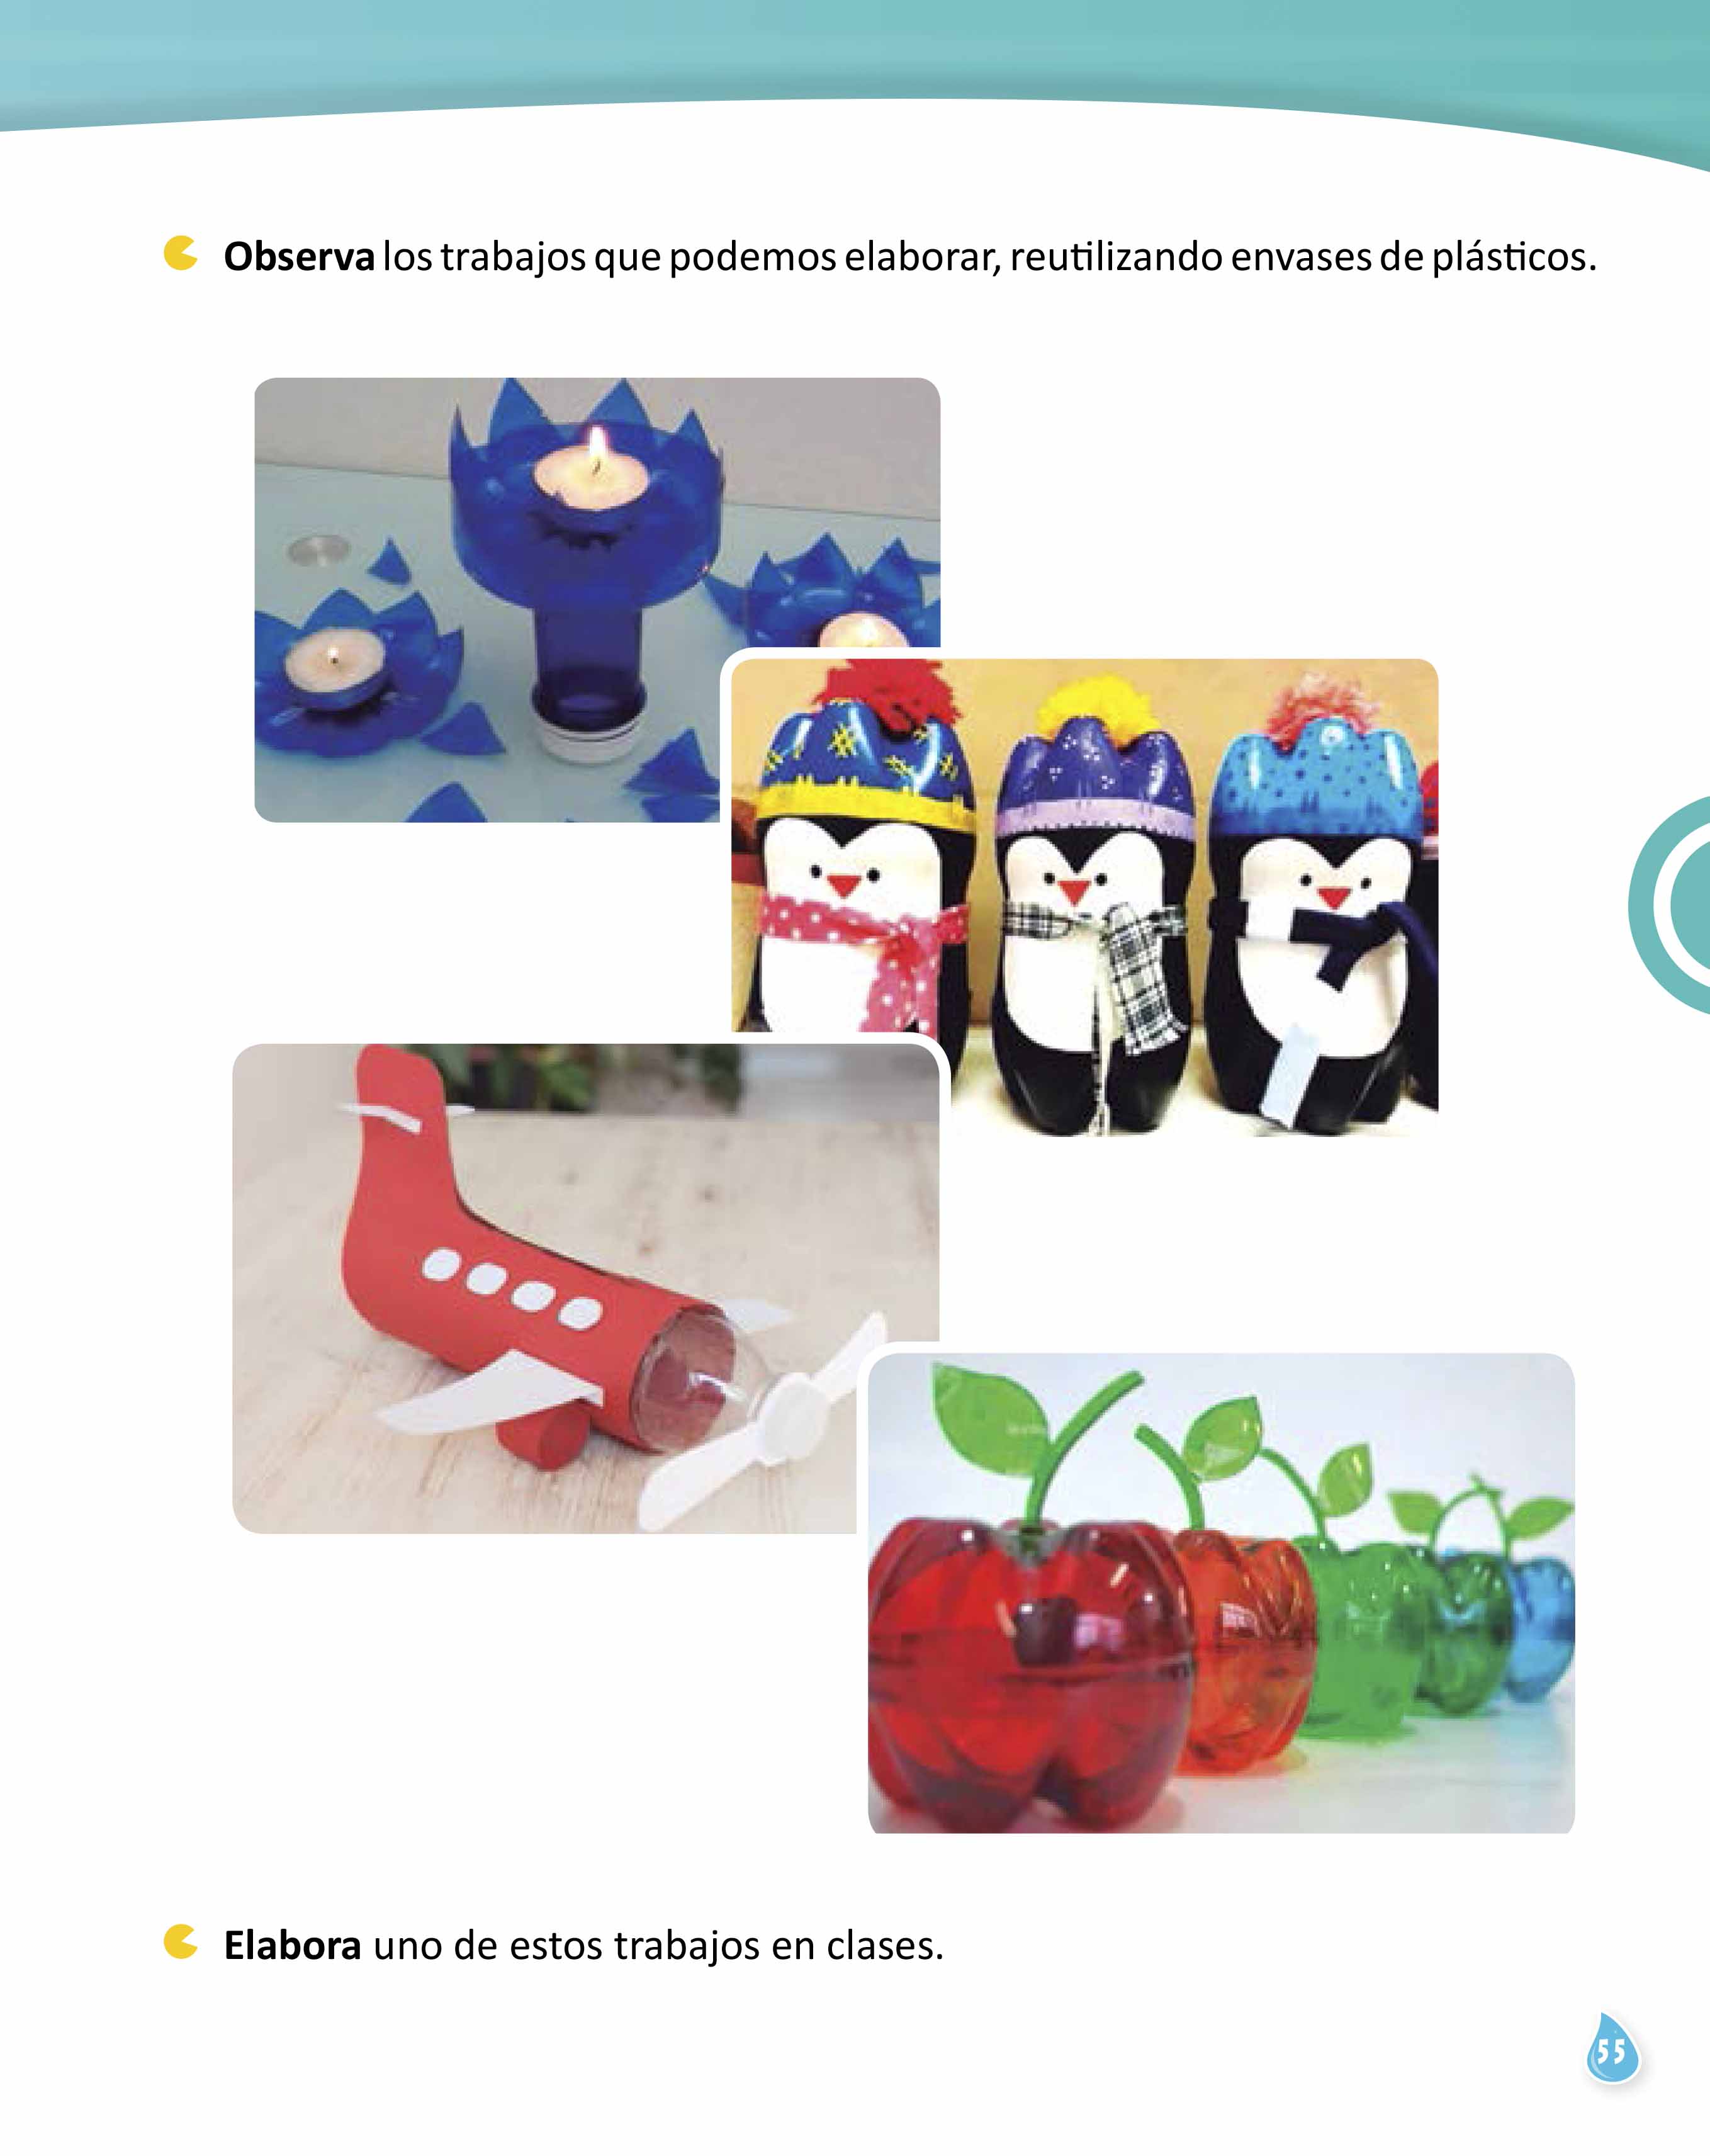 Observa los trabajos que podemos elaborar, reutilizando envases de plásticos.
Elabora uno de estos trabajos en clases.
55